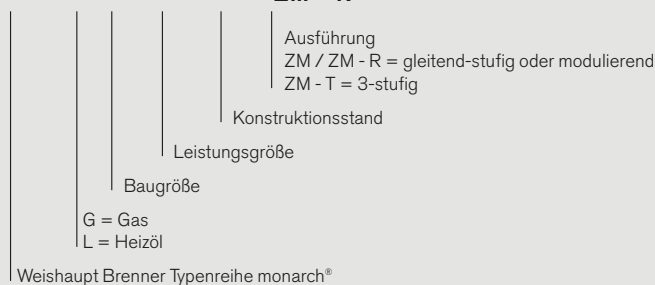 Ausführung
ZM / ZM - R = gleitend-stufig oder modulierend
ZM - T = 3-stufig
Konstruktionsstand
Leistungsgröße
Baugröße
G = Gas
L = Heizöl
Weishaupt Brenner Typenreihe monarch®